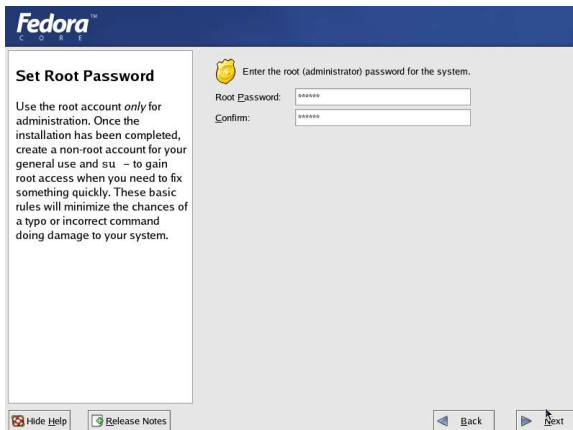 Fedora™
CORE
Set Root Password
Use the root account only for
administration. Once the
installation has been completed,
create a non-root account for your
general use and su - to gain
root access when you need to fix
something quickly. These basic
rules will minimize the chances of
a typo or incorrect command
doing damage to your system.
Enter the root (administrator) password for the system.
Root Password: ******
Confirm: ******
Hide Help
Release Notes
Back
Next